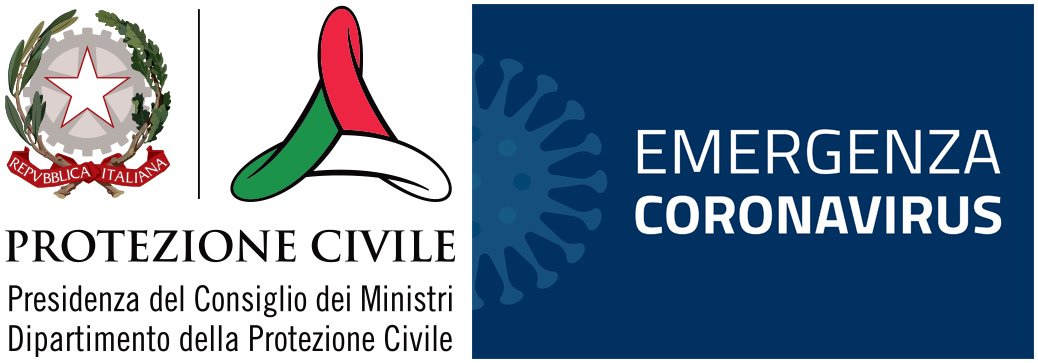 REPVBBLICA ITALIANA
PROTEZIONE CIVILE
Presidenza del Consiglio dei Ministri
Dipartimento della Protezione Civile
EMERGENZA
CORONAVIRUS